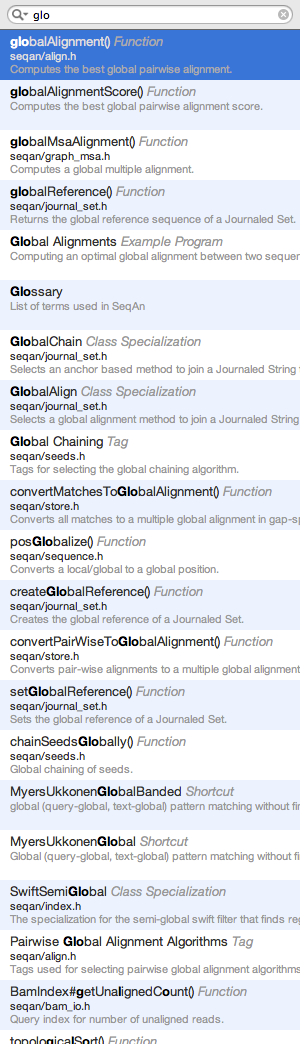 glo
globalAlignment() Function
seqan/align.h
Computes the best global pairwise alignment.
globalAlignmentScore() Function
Computes the best global pairwise alignment score.
globalMsaAlignment() Function
seqan/graph_msa.h
Computes a global multiple alignment.
globalReference() Function
seqan/journal_set.h
Returns the global reference sequence of a Journaled Set.
Global Alignments Example Program
Computing an optimal global alignment between two sequen
Glossary
List of terms used in SeqAn
GlobalChain Class Specialization
seqan/journal_set.h
Selects an anchor based method to join a Journaled String
GlobalAlign Class Specialization
seqan/journal_set.h
Selects a global alignment method to join a Journaled String
Global Chaining Tag
seqan/seeds.h
Tags for selecting the global chaining algorithm.
convertMatchesToGlobalAlignment() Function
seqan/store.h
Converts all matches to a multiple global alignment in gap-sp
posGlobalize() Function
seqan/sequence.h
Converts a local/global to a global position.
createGlobalReference() Function
seqan/journal_set.h
Creates the global reference of a Journaled Set.
convertPairWiseToGlobalAlignment() Function
seqan/store.h
Converts pair-wise alignments to a multiple global alignment
setGlobalReference() Function
seqan/journal_set.h
Sets the global reference of a Journaled Set.
chainSeedsGlobally() Function
seqan/seeds.h
Global chaining of seeds.
MyersUkkonenGlobalBanded Shortcut
global (query-global, text-global) pattern matching without fin
MyersUkkonenGlobal Shortcut
Global (query-global, text-global) pattern matching without fi
SwiftSemiGlobal Class Specialization
seqan/index.h
The specialization for the semi-global swift filter that finds reg
Pairwise Global Alignment Algorithms Tag
seqan/align.h
Tags used for selecting pairwise global alignment algorithms
BamIndex#getUnalignedCount() Function
seqan/bam_io.h
Query index for number of unaligned reads.
topologicalSort() Function